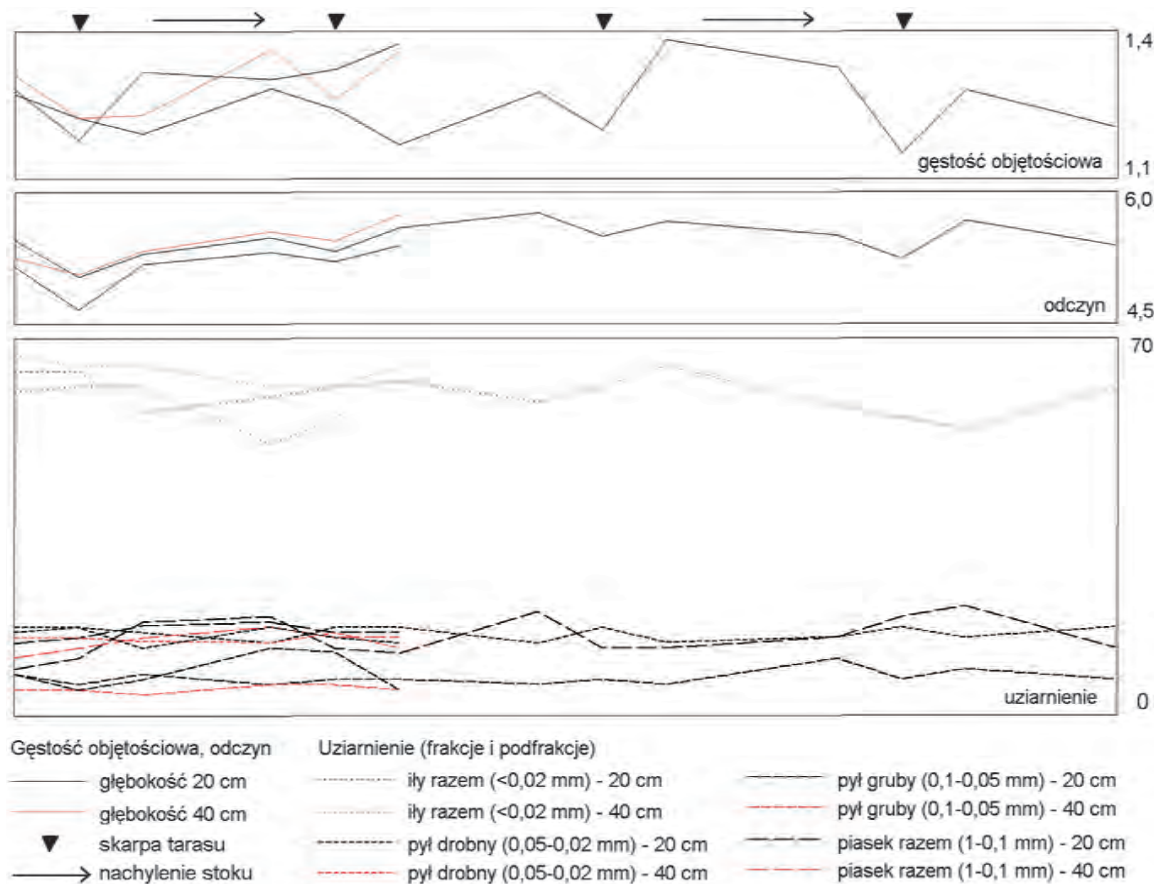 1,4
gęstość objętościowa
1,1
6,0
odczyn
4,5
70
uziarnienie
0
Gęstość objętościowa, odczyn
głębokość 20 cm
głębokość 40 cm
skarpa tarasu
nachylenie stoku
Uziarnienie (frakcje i podfrakcje)
iły razem (<0,02 mm) - 20 cm
iły razem (<0,02 mm) - 40 cm
pył drobny (0,05-0,02 mm) - 20 cm
pył drobny (0,05-0,02 mm) - 40 cm
pył gruby (0,1-0,05 mm) - 20 cm
pył gruby (0,1-0,05 mm) - 40 cm
piasek razem (1-0,1 mm) - 20 cm
piasek razem (1-0,1 mm) - 40 cm